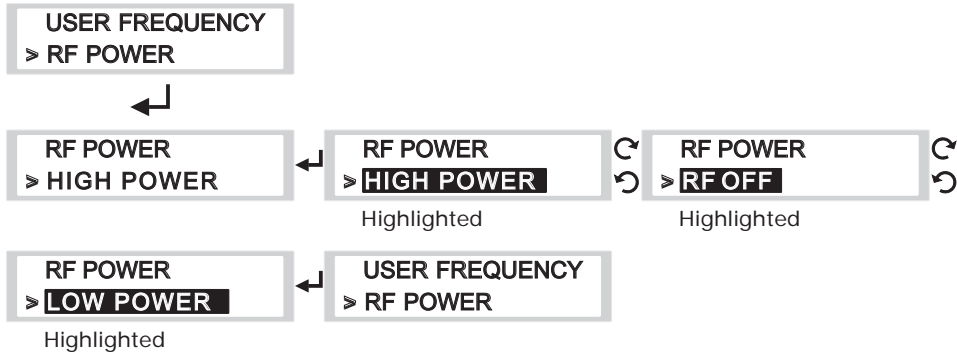 USER FREQUENCY
> RF POWER
RF POWER
> HIGH POWER
RF POWER
> HIGH POWER
Highlighted
RF POWER
> RF OFF
Highlighted
RF POWER
> LOW POWER
Highlighted
USER FREQUENCY
> RF POWER